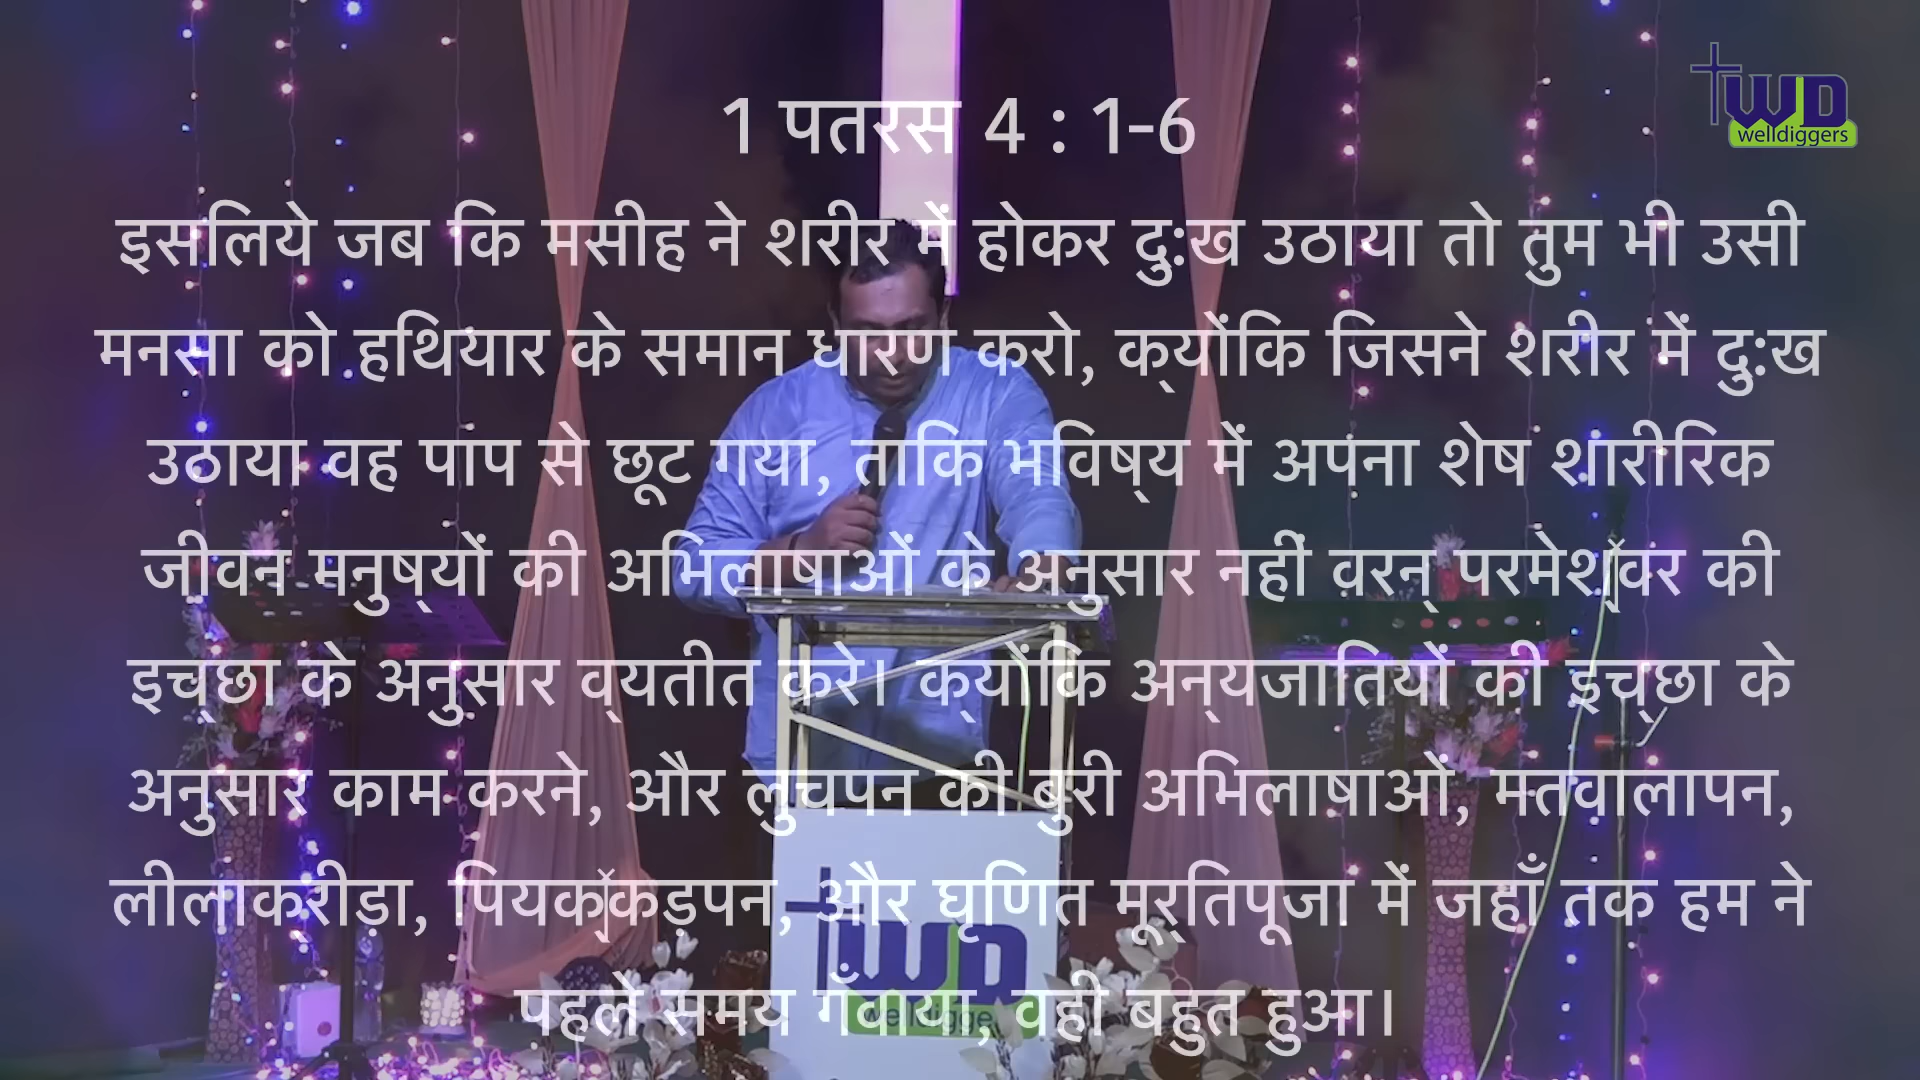 WD
welldiggers
1 पतरस 4 : 1-6
इसलिये जब कि मसीह ने शरीर में होकर दु:ख उठाया तो तुम भी उसी
मनसा को हथियार के समान धारण करो, क्योंकि जिसने शरीर में दु:ख
उठाया वह पाप से छूट गया, ताकि भविष्य में अपना शेष शारीरिक
जीवन मनुष्यों की अभिलाषाओं के अनुसार नहीं वरन् परमेश्वर की
इच्छा के अनुसार व्यतीत करे। क्योंकि अन्यजातियों की इच्छा के
अनुसार काम करने, और लुचपन की बुरी अभिलाषाओं, मतवालापन,
लीलाक्रीड़ा, पियक्कड़पन, और घृणित मूर्तिपूजा में जहाँ तक हम ने
पहले समय गँवाया, वही बहुत हुआ।
WD
welldigge